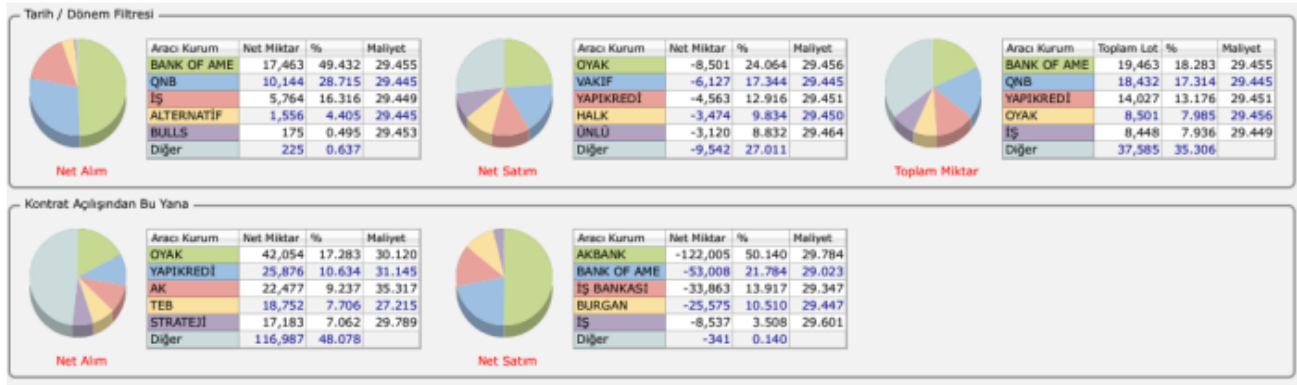 Tarih / Dönem Filtresi
Aracı Kurum Net Miktar % Maliyet
BANK OF AME 17,463 49.432 29.455
QNB 10,144 28.715 29.445
İŞ 5,764 16.316 29.449
ALTERNATİF 1,556 4.405 29.445
BULLS 175 0.495 29.453
Diğer 225 0.637
Net Alım
Aracı Kurum Net Miktar % Maliyet
OYAK -8,501 24.064 29.456
VAKIF -6,127 17.344 29.445
YAPIKREDİ -4,563 12.916 29.451
HALK -3,474 9.834 29.450
ÜNLÜ -3,120 8.832 29.464
Diğer -9,542 27.011
Net Satım
Aracı Kurum Toplam Lot % Maliyet
BANK OF AME 19,463 18.283 29.455
QNB 18,432 17.314 29.445
YAPIKREDİ 14,027 13.176 29.451
OYAK 8,501 7.985 29.456
İŞ 8,448 7.936 29.449
Diğer 37,585 35.306
Toplam Miktar
Kontrat Açılışından Bu Yana
Aracı Kurum Net Miktar % Maliyet
OYAK 42,054 17.283 30.120
YAPIKREDİ 25,876 10.634 31.145
AK 22,477 9.237 35.317
TEB 18,752 7.706 27.215
STRATEJİ 17,183 7.062 29.789
Diğer 116,987 48.078
Net Alım
Aracı Kurum Net Miktar % Maliyet
AKBANK -122,005 50.140 29.784
BANK OF AME -53,008 21.784 29.023
İŞ BANKASI -33,863 13.917 29.347
BURGAN -25,575 10.510 29.447
İŞ -8,537 3.508 29.601
Diğer -341 0.140
Net Satım